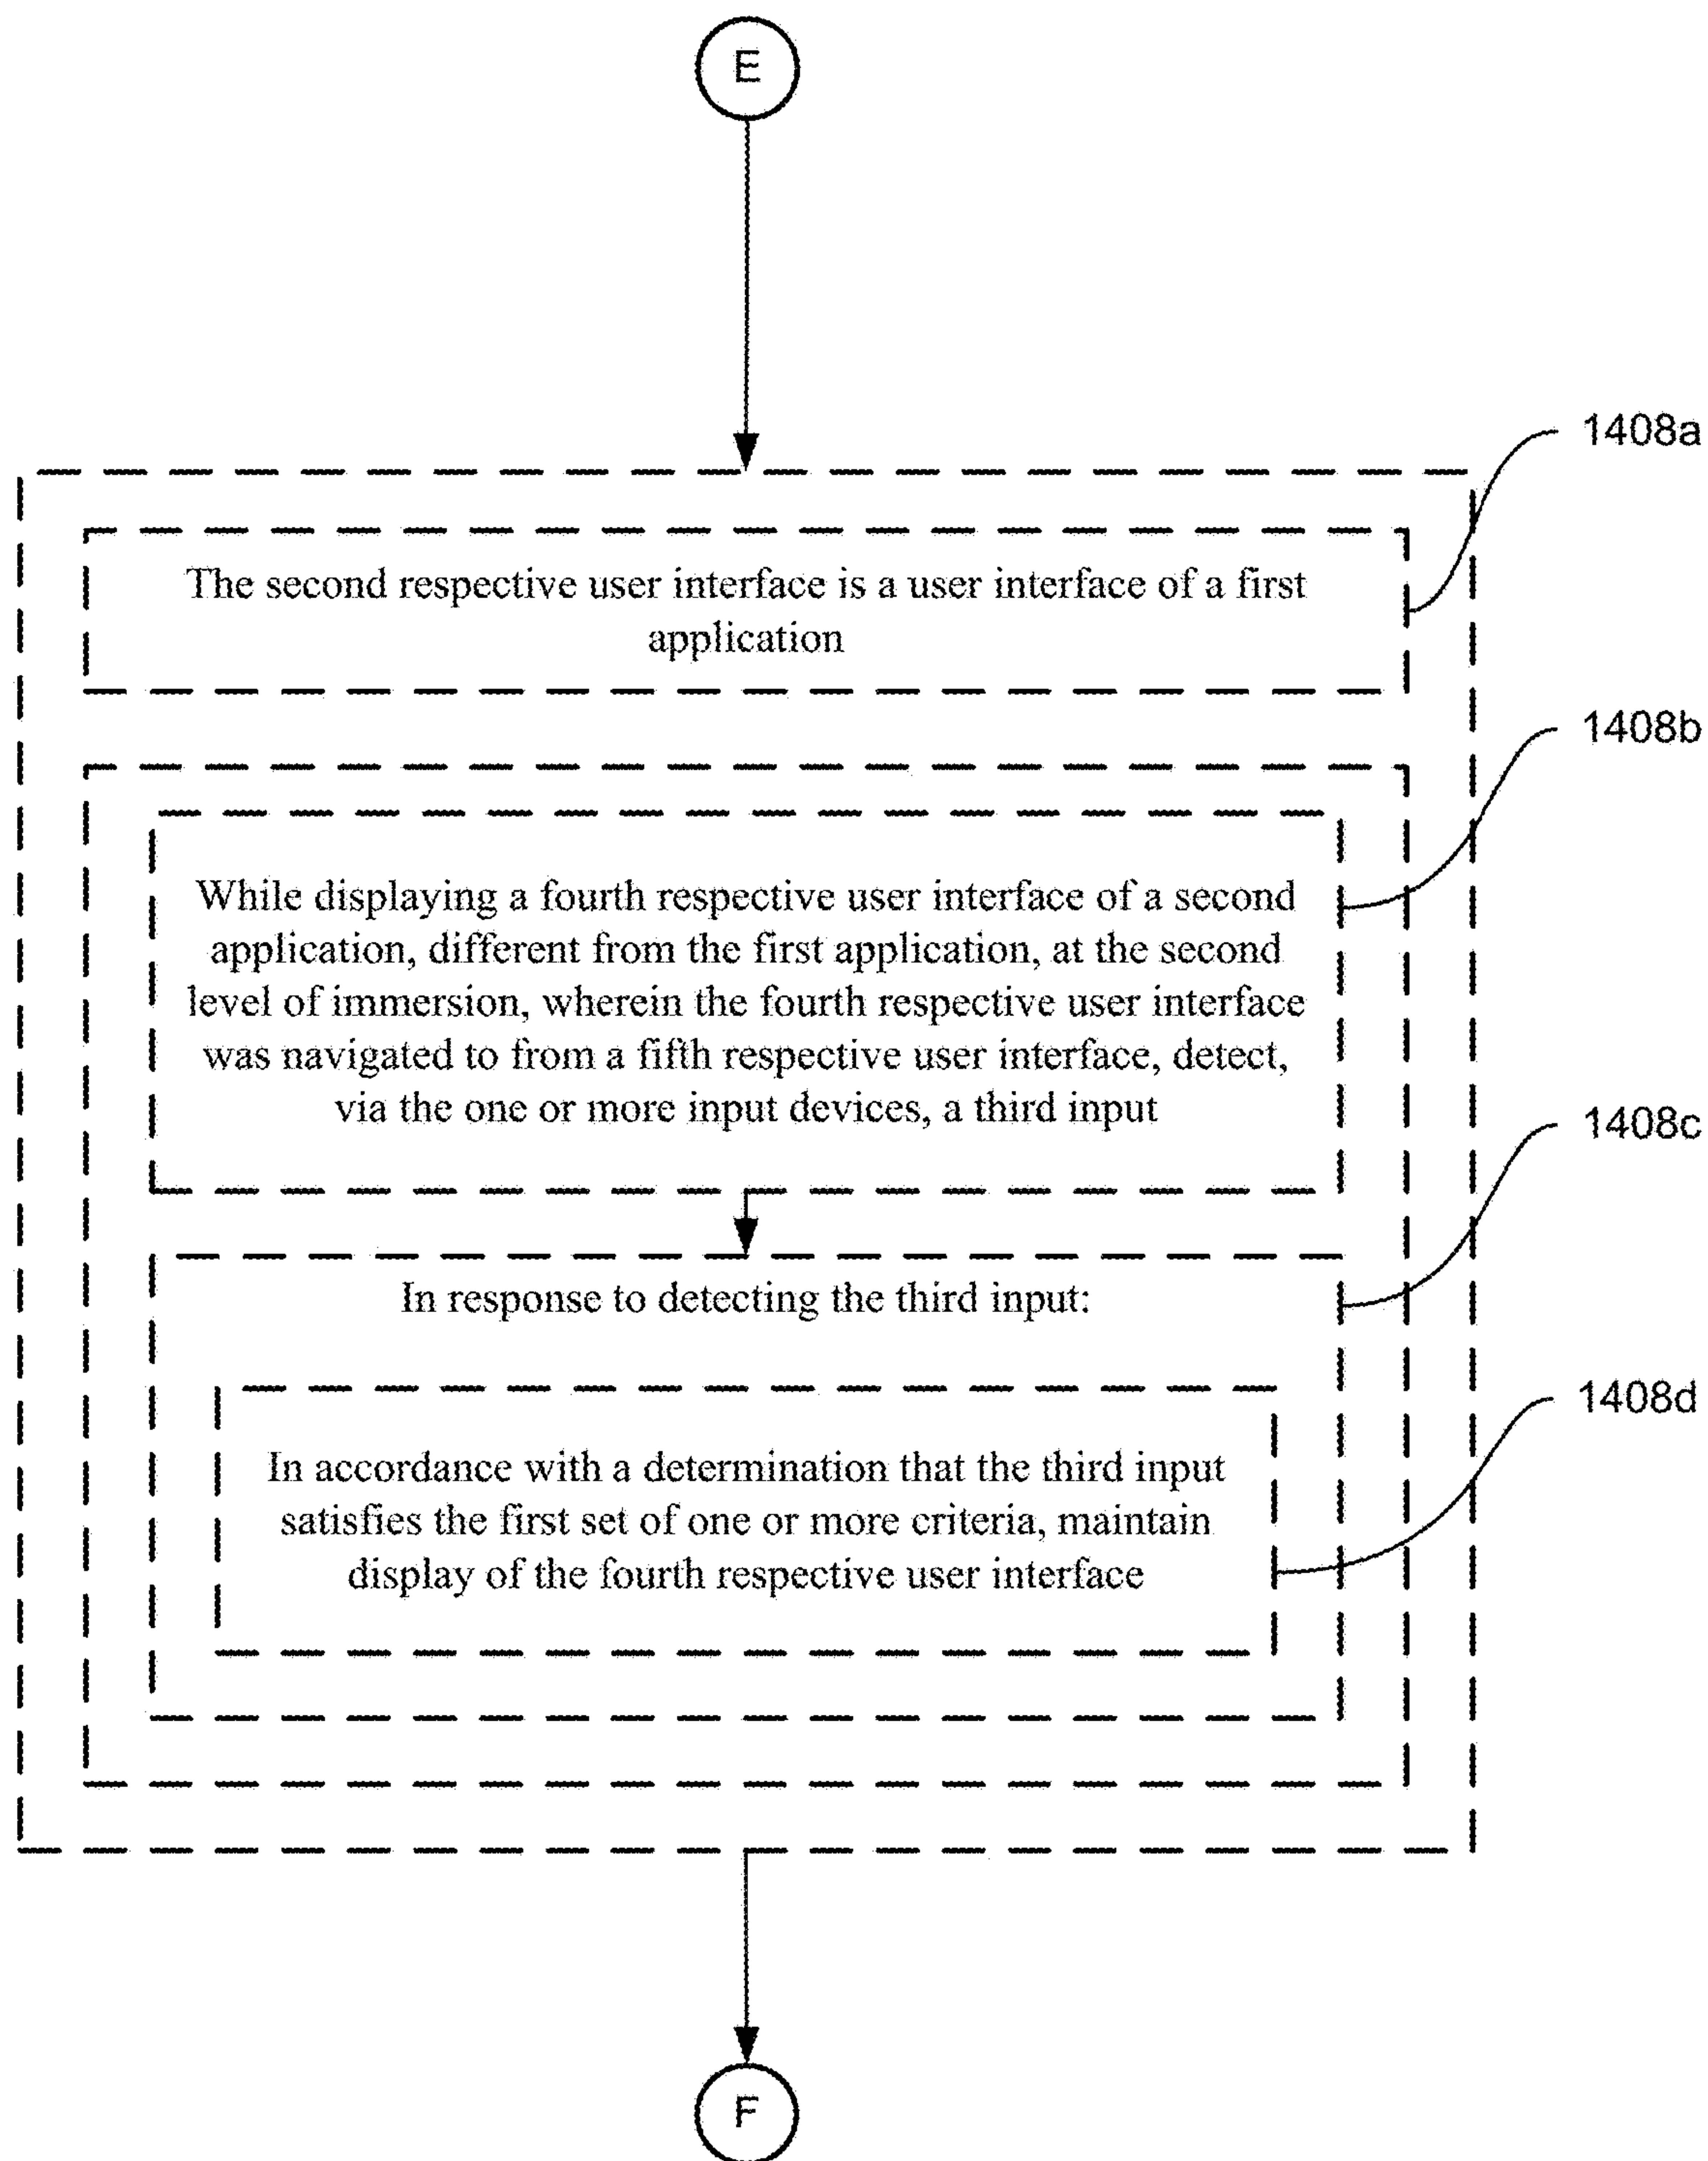 E
1408a
The second respective user interface is a user interface of a first
application
1408b
While displaying a fourth respective user interface of a second
application, different from the first application, at the second
level of immersion, wherein the fourth respective user interface
was navigated to from a fifth respective user interface, detect,
via the one or more input devices, a third input
1408c
In response to detecting the third input:
1408d
In accordance with a determination that the third input
satisfies the first set of one or more criteria, maintain
display of the fourth respective user interface
F